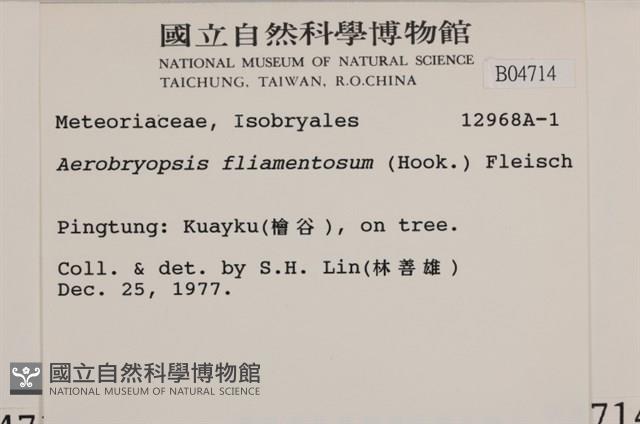 國立自然科學博物館
NATIONAL MUSEUM OF NATURAL SCIENCE
TAICHUNG, TAIWAN, R.O.CHINA
B04714
Meteoriaceae, Isobryales 12968A-1
Aerobryopsis fliamentosum (Hook.) Fleisch
Pingtung: Kuayku(檜谷), on tree.
Coll. & det. by S.H. Lin(林善雄)
Dec. 25, 1977.
國立自然科學博物館
NATIONAL MUSEUM OF NATURAL SCIENCE
714